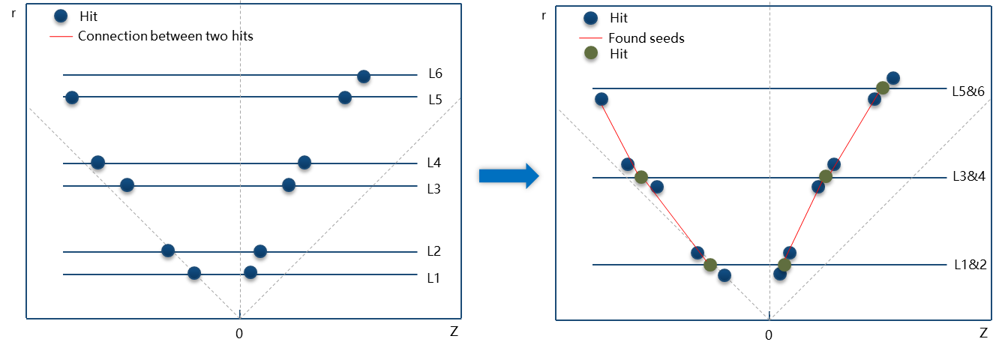 r
Hit
Connection between two hits
L6
L5
L4
L3
L2
L1
0
Z
r
Hit
Found seeds
Hit
L5&6
L3&4
L1&2
0
Z